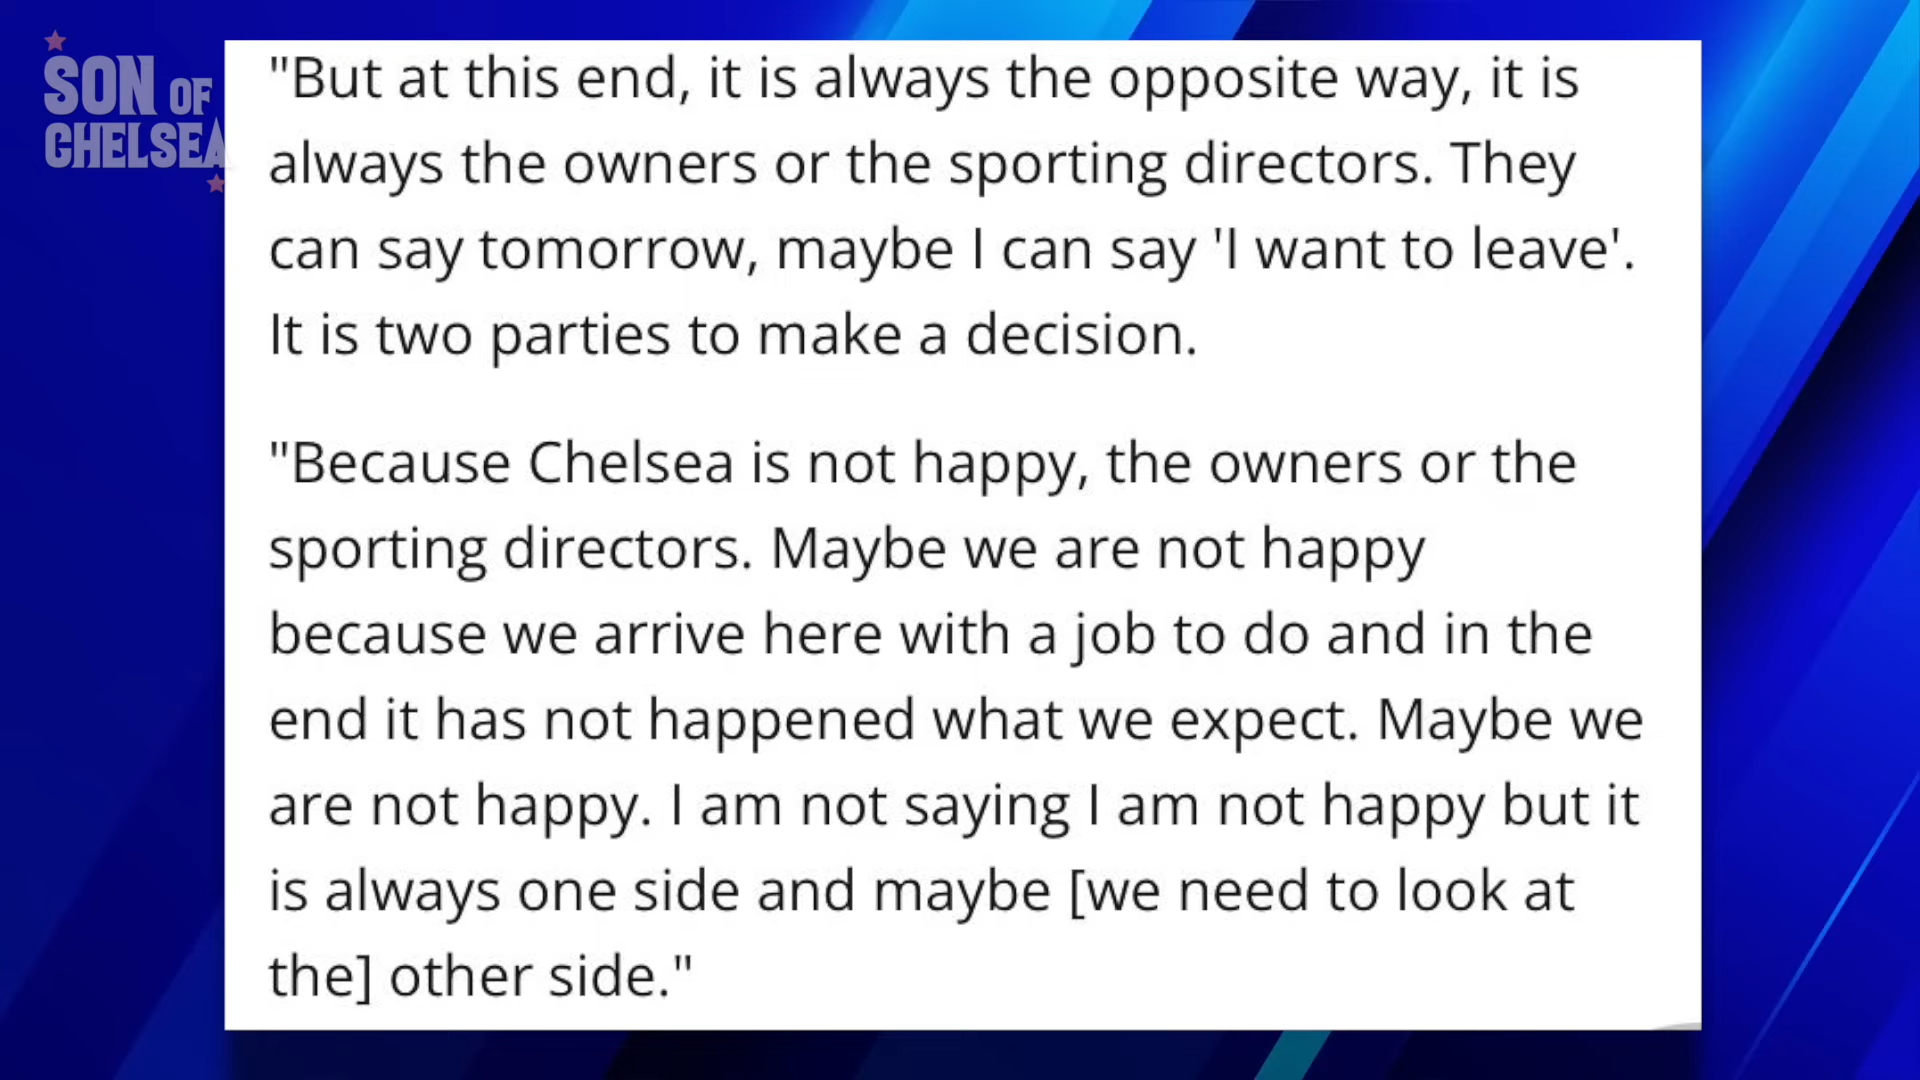 SON OF
CHELSEA
"But at this end, it is always the opposite way, it is
always the owners or the sporting directors. They
can say tomorrow, maybe I can say 'I want to leave'.
It is two parties to make a decision.
"Because Chelsea is not happy, the owners or the
sporting directors. Maybe we are not happy
because we arrive here with a job to do and in the
end it has not happened what we expect. Maybe we
are not happy. I am not saying I am not happy but it
is always one side and maybe [we need to look at
the] other side."